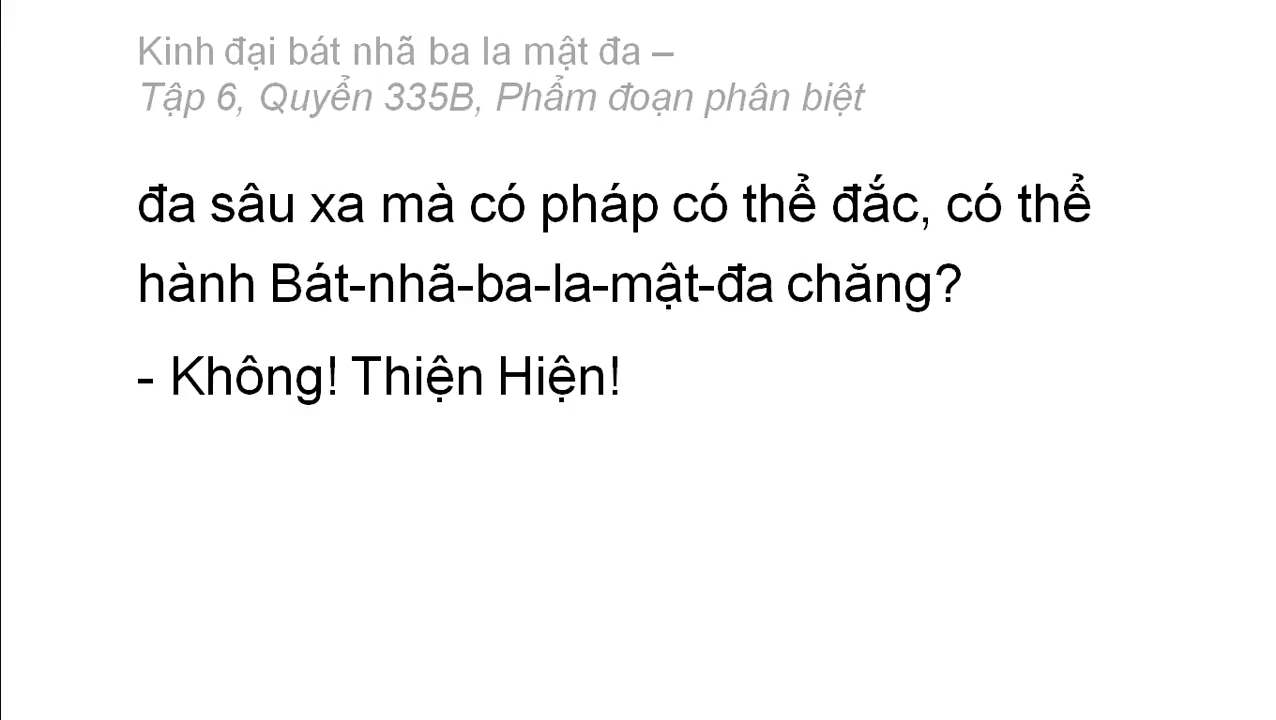 Kinh đại bát nhã ba la mật đa –
Tập 6, Quyển 335B, Phẩm đoạn phân biệt
đa sâu xa mà có pháp có thể đắc, có thể
hành Bát-nhã-ba-la-mật-đa chăng?
- Không! Thiện Hiện!